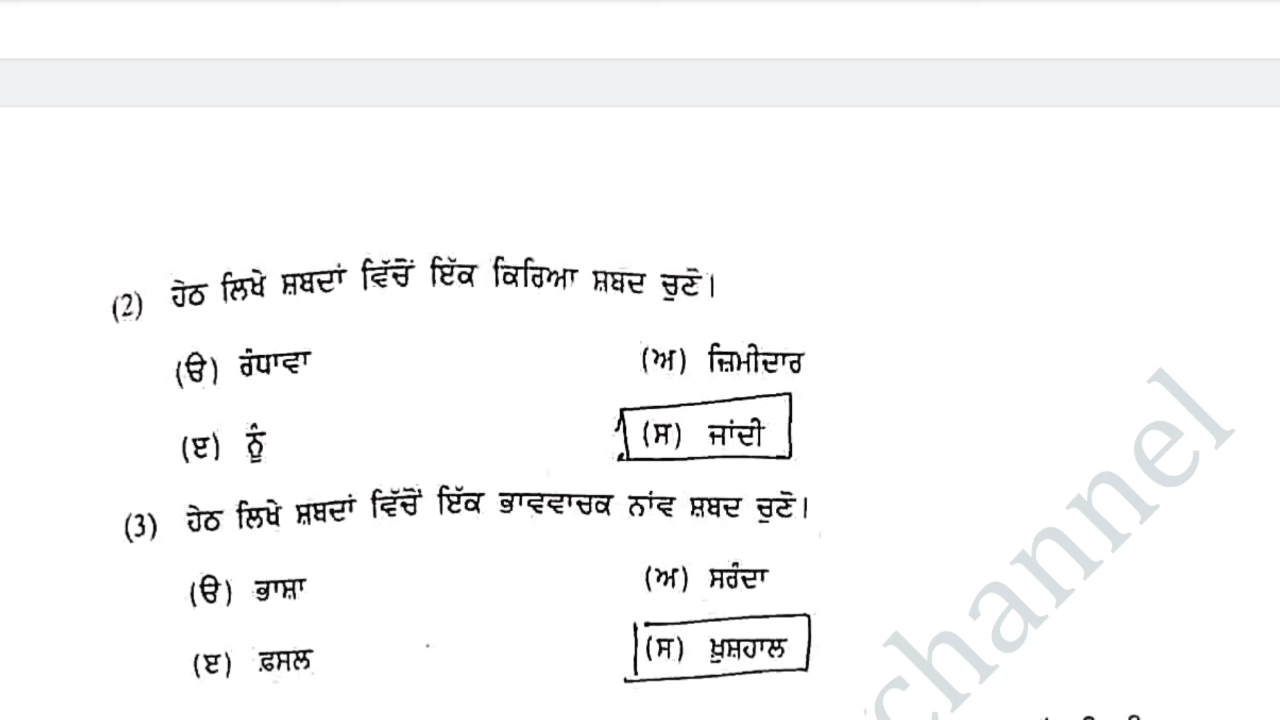 (2) ਹੇਠ ਲਿਖੇ ਸ਼ਬਦਾਂ ਵਿੱਚੋਂ ਇੱਕ ਕਿਰਿਆ ਸ਼ਬਦ ਚੁਣੋ।
(ੳ) ਰੰਧਾਵਾ (ਅ) ਜ਼ਿਮੀਦਾਰ
(ੲ) ਨੂੰ (ਸ) ਜਾਂਦੀ
(3) ਹੇਠ ਲਿਖੇ ਸ਼ਬਦਾਂ ਵਿੱਚੋਂ ਇੱਕ ਭਾਵਵਾਚਕ ਨਾਂਵ ਸ਼ਬਦ ਚੁਣੋ।
(ੳ) ਭਾਸ਼ਾ (ਅ) ਸਰੰਦਾ
(ੲ) ਫ਼ਸਲ (ਸ) ਖ਼ੁਸ਼ਹਾਲ
channel